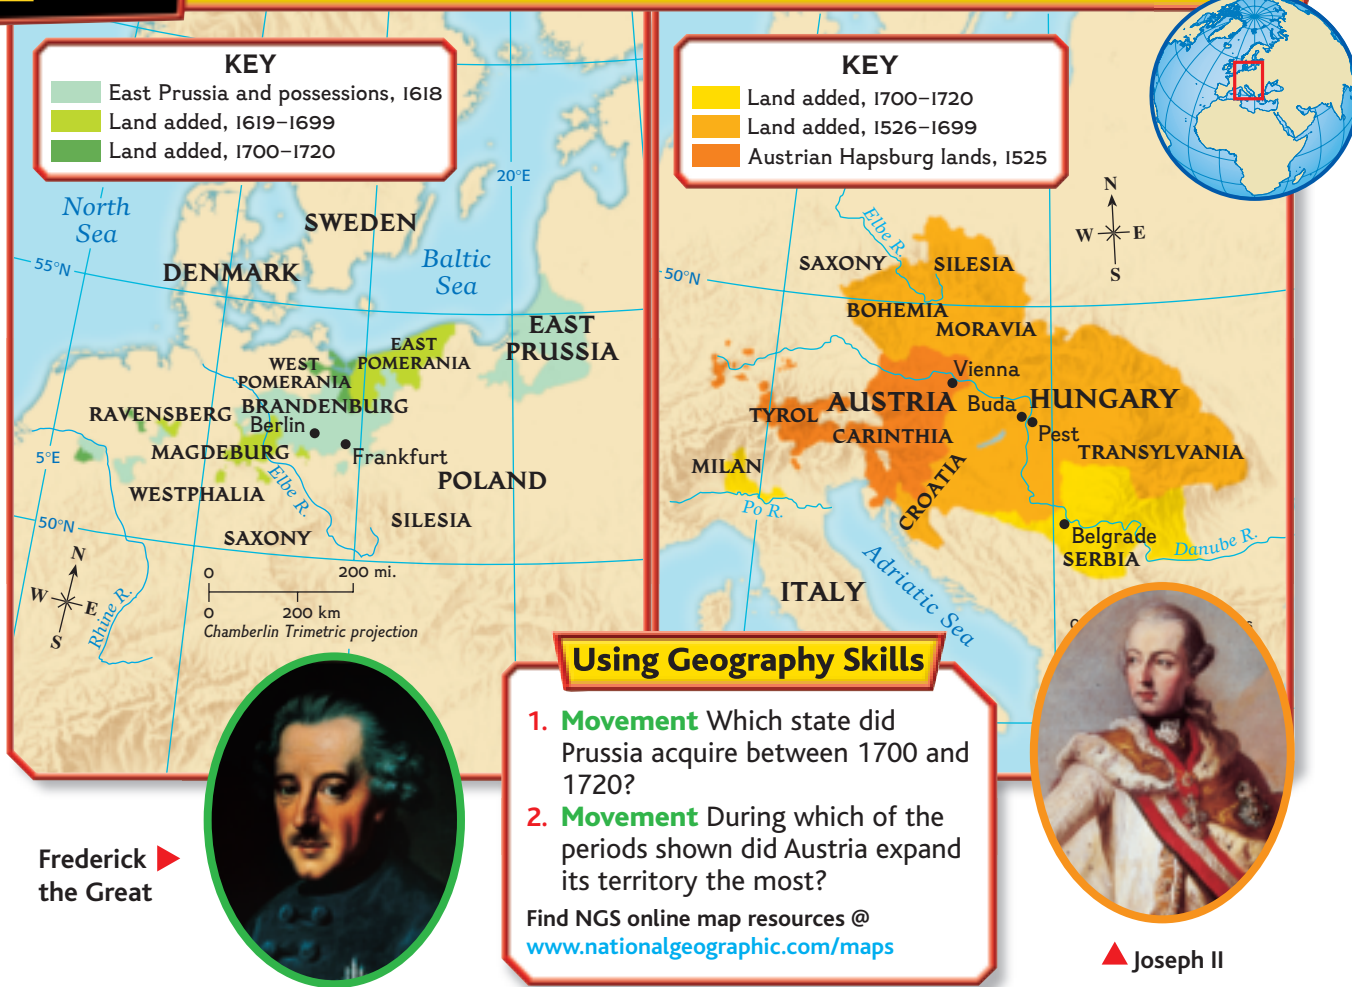 KEY
East Prussia and possessions, 1618
Land added, 1619–1699
Land added, 1700–1720
North
Sea
55°N
SWEDEN
DENMARK
Baltic
Sea
20°E
EAST
PRUSSIA
EAST
POMERANIA
WEST
POMERANIA
RAVENSBERG
BRANDENBURG
Berlin
MAGDEBURG
Frankfurt
5°E
WESTPHALIA
Elbe R.
POLAND
SILESIA
SAXONY
50°N
N
W
E
S
Rhine R.
0
200 mi.
0
200 km
Chamberlin Trimetric projection
KEY
Land added, 1700–1720
Land added, 1526–1699
Austrian Hapsburg lands, 1525
N
W
E
S
50°N
Elbe R.
SAXONY
SILESIA
BOHEMIA
MORAVIA
Vienna
AUSTRIA
Buda
HUNGARY
Pest
TYROL
CARINTHIA
TRANSYLVANIA
MILAN
CROATIA
Po R.
Belgrade
SERBIA
Danube R.
Adriatic Sea
ITALY
Using Geography Skills
1. Movement Which state did
Prussia acquire between 1700 and
1720?
2. Movement During which of the
periods shown did Austria expand
its territory the most?
Find NGS online map resources @
www.nationalgeographic.com/maps
Frederick
the Great
Joseph II